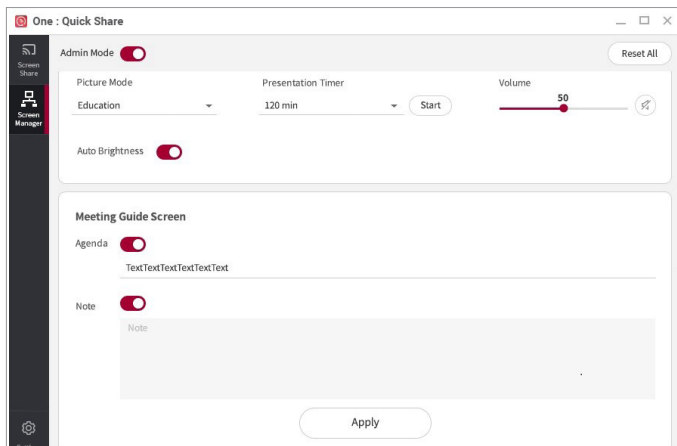 One : Quick Share
Screen
Share
Screen
Manager
Admin Mode
Reset All
Picture Mode
Presentation Timer
Volume
Education
120 min
Start
50
Auto Brightness
Meeting Guide Screen
Agenda
TextTextTextTextTextText
Note
Note
Apply